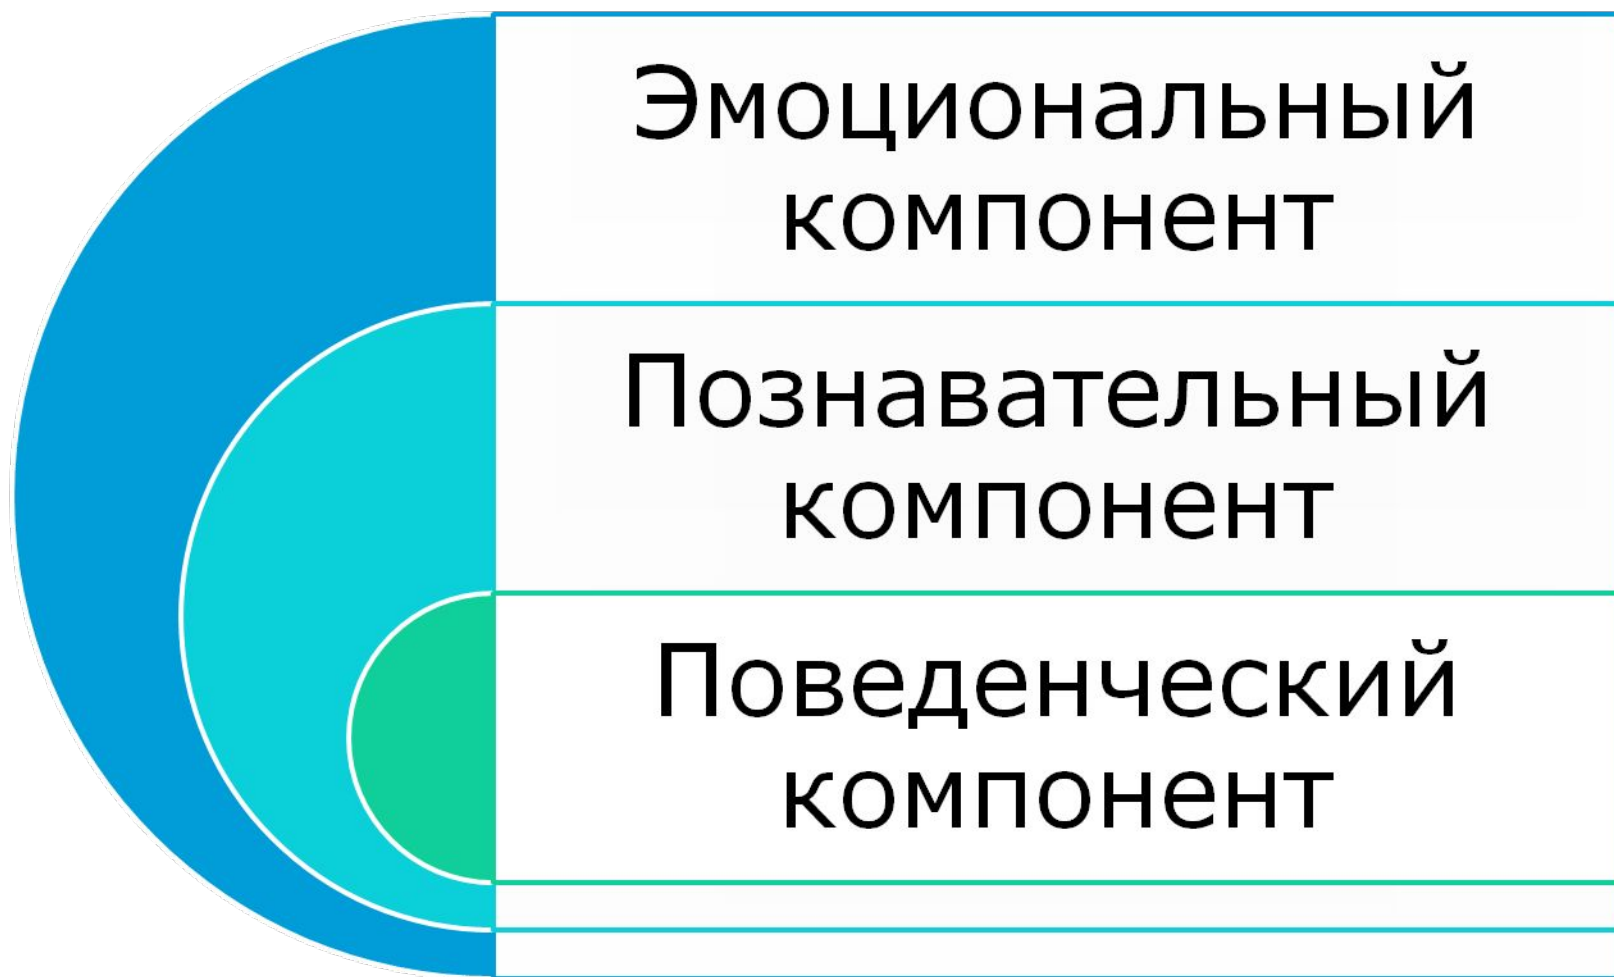 Эмоциональный
компонент
Познавательный
компонент
Поведенческий
компонент